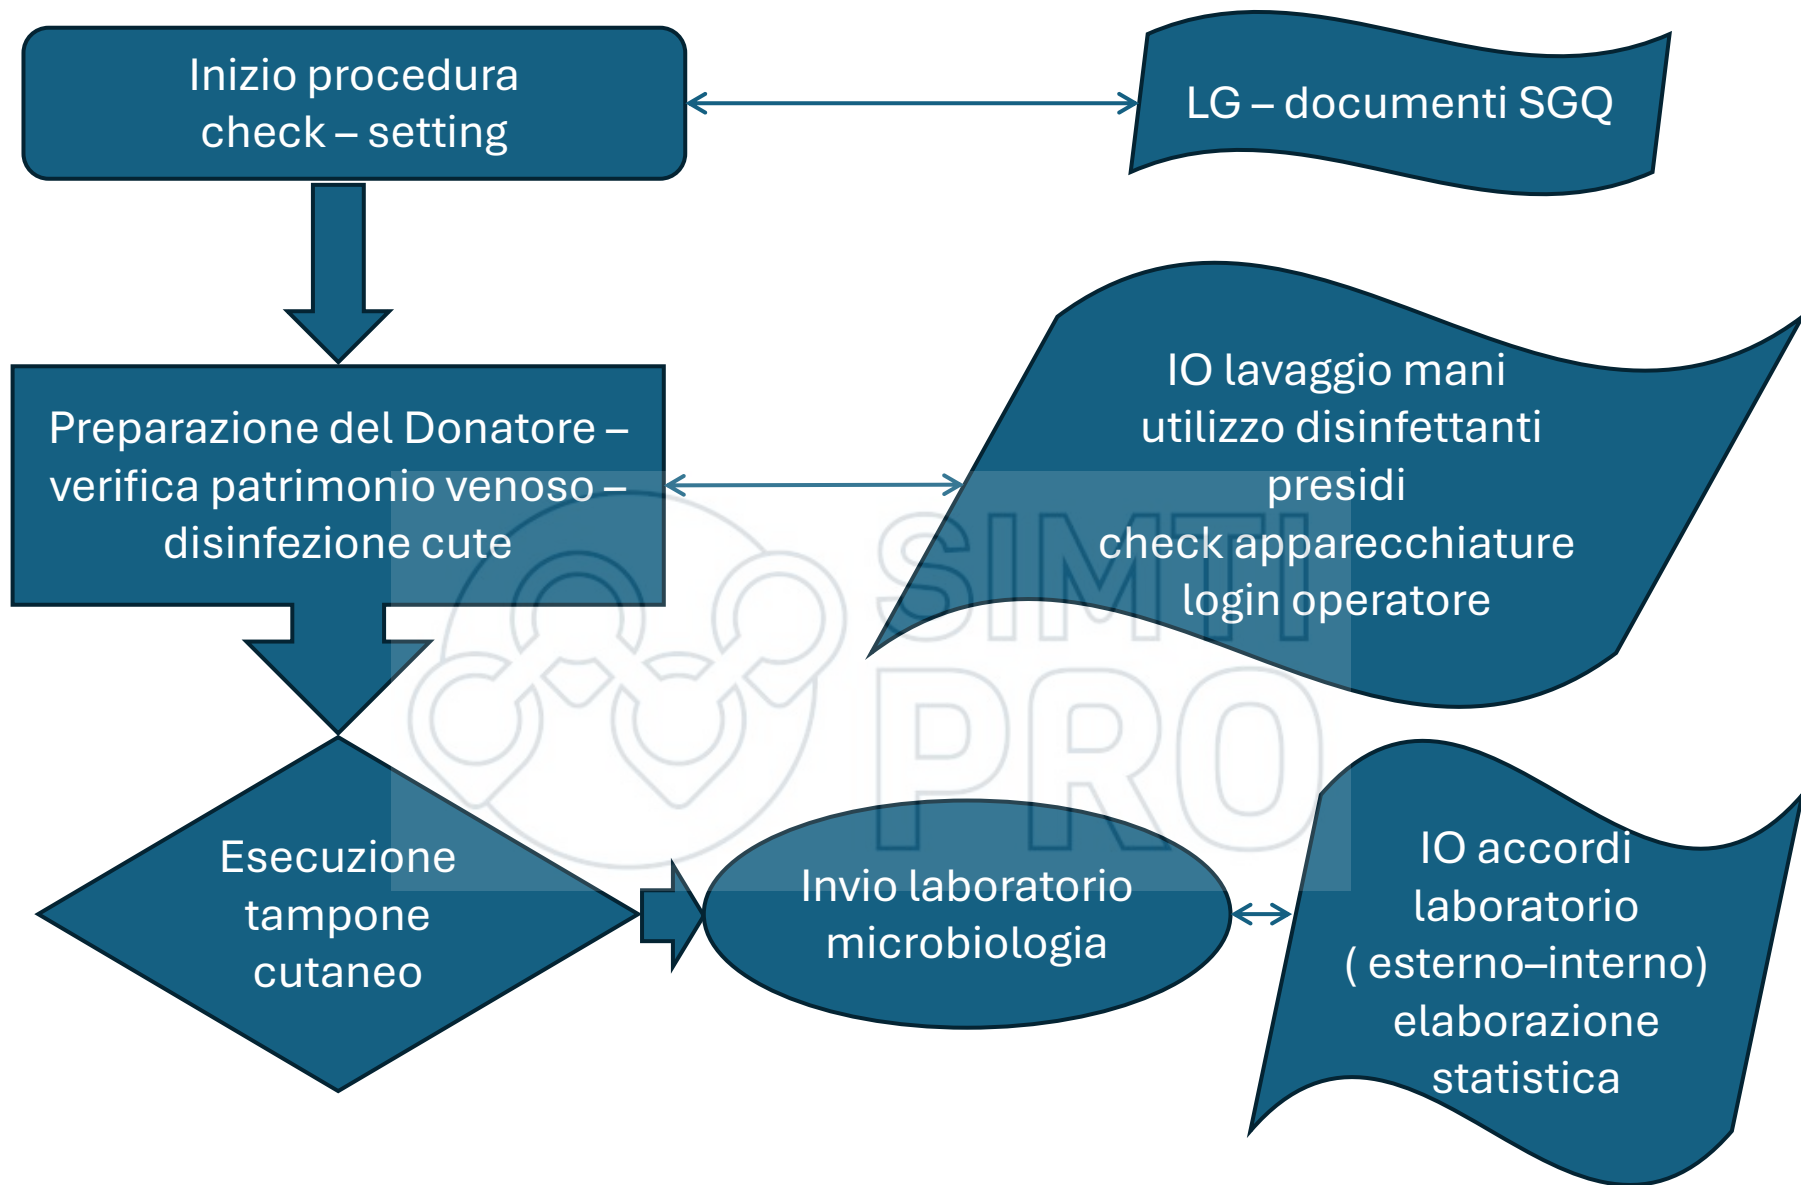 Inizio procedura
check – setting
LG – documenti SGQ
Preparazione del Donatore –
verifica patrimonio venoso –
disinfezione cute
IO lavaggio mani
utilizzo disinfettanti
presidi
check apparecchiature
login operatore
SIMTI
PRO
Esecuzione
tampone
cutaneo
Invio laboratorio
microbiologia
IO accordi
laboratorio
( esterno–interno)
elaborazione
statistica